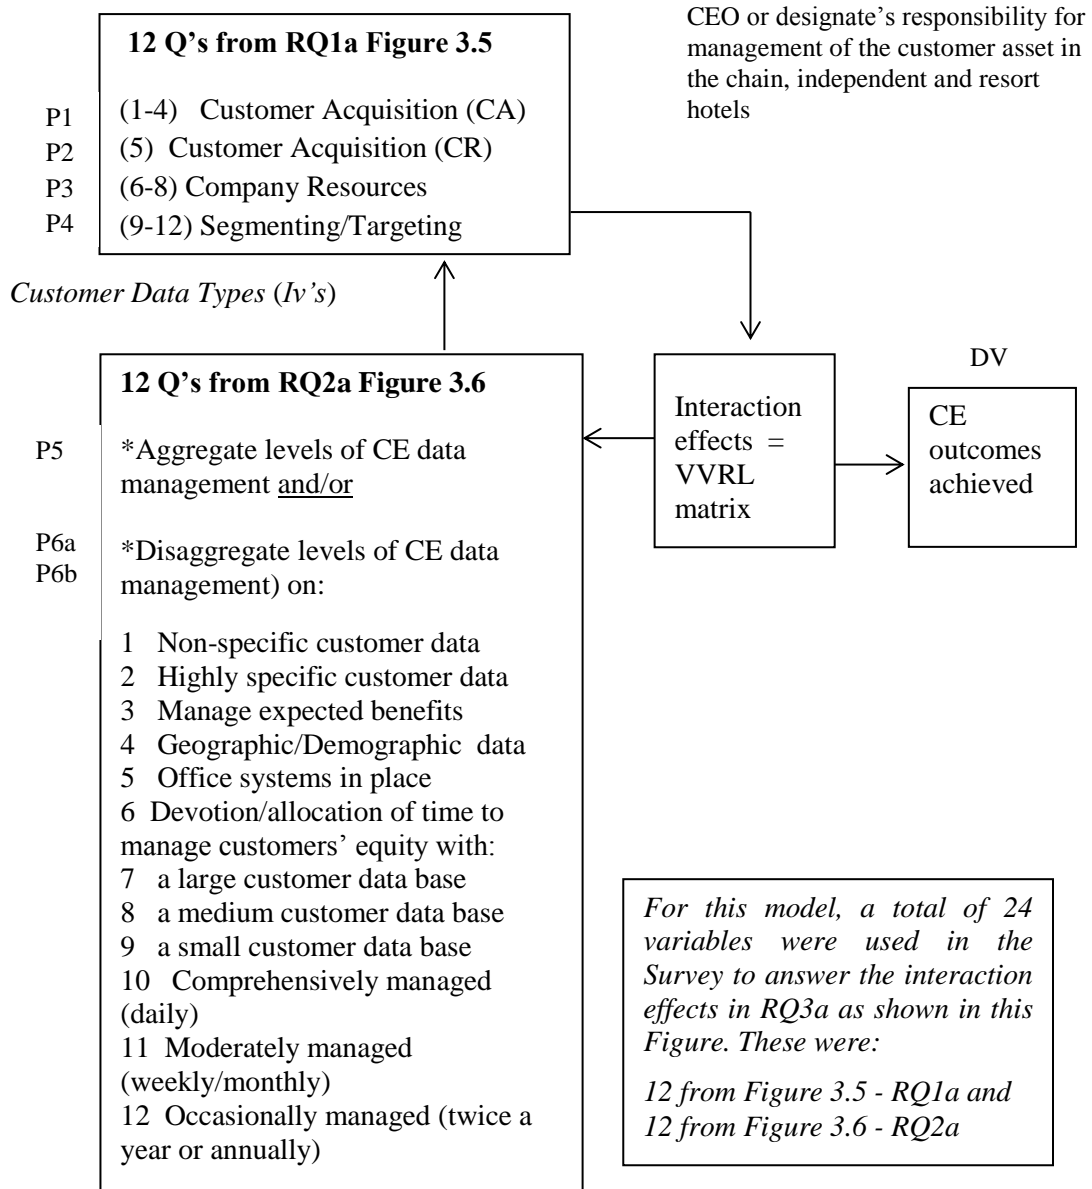 12 Q's from RQ1a Figure 3.5
P1 (1-4) Customer Acquisition (CA)
P2 (5) Customer Acquisition (CR)
P3 (6-8) Company Resources
P4 (9-12) Segmenting/Targeting
CEO or designate's responsibility for
management of the customer asset in
the chain, independent and resort
hotels
Customer Data Types (Iv's)
12 Q's from RQ2a Figure 3.6
P5 *Aggregate levels of CE data
management and/or
P6a *Disaggregate levels of CE data
P6b management) on:
1 Non-specific customer data
2 Highly specific customer data
3 Manage expected benefits
4 Geographic/Demographic data
5 Office systems in place
6 Devotion/allocation of time to
manage customers' equity with:
7 a large customer data base
8 a medium customer data base
9 a small customer data base
10 Comprehensively managed
(daily)
11 Moderately managed
(weekly/monthly)
12 Occasionally managed (twice a
year or annually)
Interaction
effects =
VVRL
matrix
DV
CE
outcomes
achieved
For this model, a total of 24
variables were used in the
Survey to answer the interaction
effects in RQ3a as shown in this
Figure. These were:
12 from Figure 3.5 - RQ1a and
12 from Figure 3.6 - RQ2a